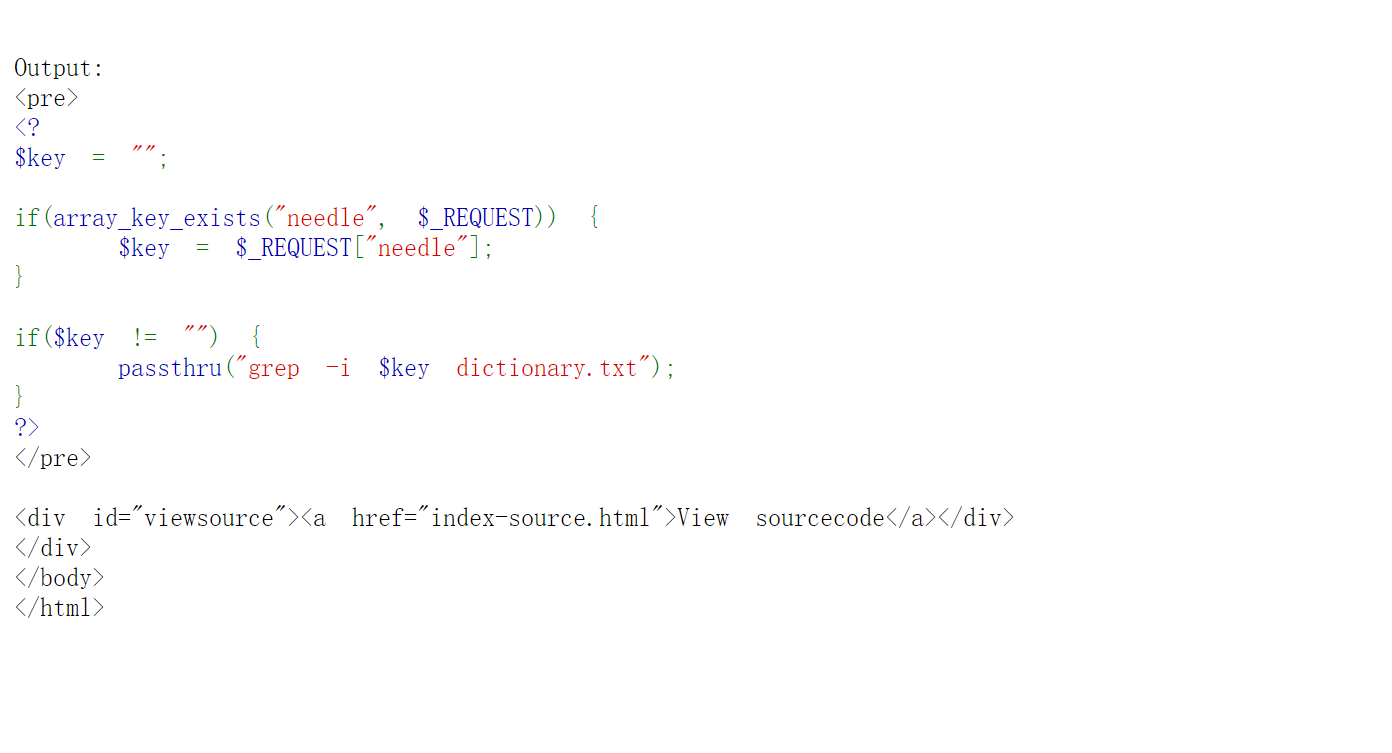 Output:
<pre>
<?
$key = "";
if(array_key_exists("needle", $_REQUEST)) {
$key = $_REQUEST["needle"];
}
if($key != "") {
passthru("grep -i $key dictionary.txt");
}
?>
</pre>
<div id="viewsource"><a href="index-source.html">View sourcecode</a></div>
</div>
</body>
</html>